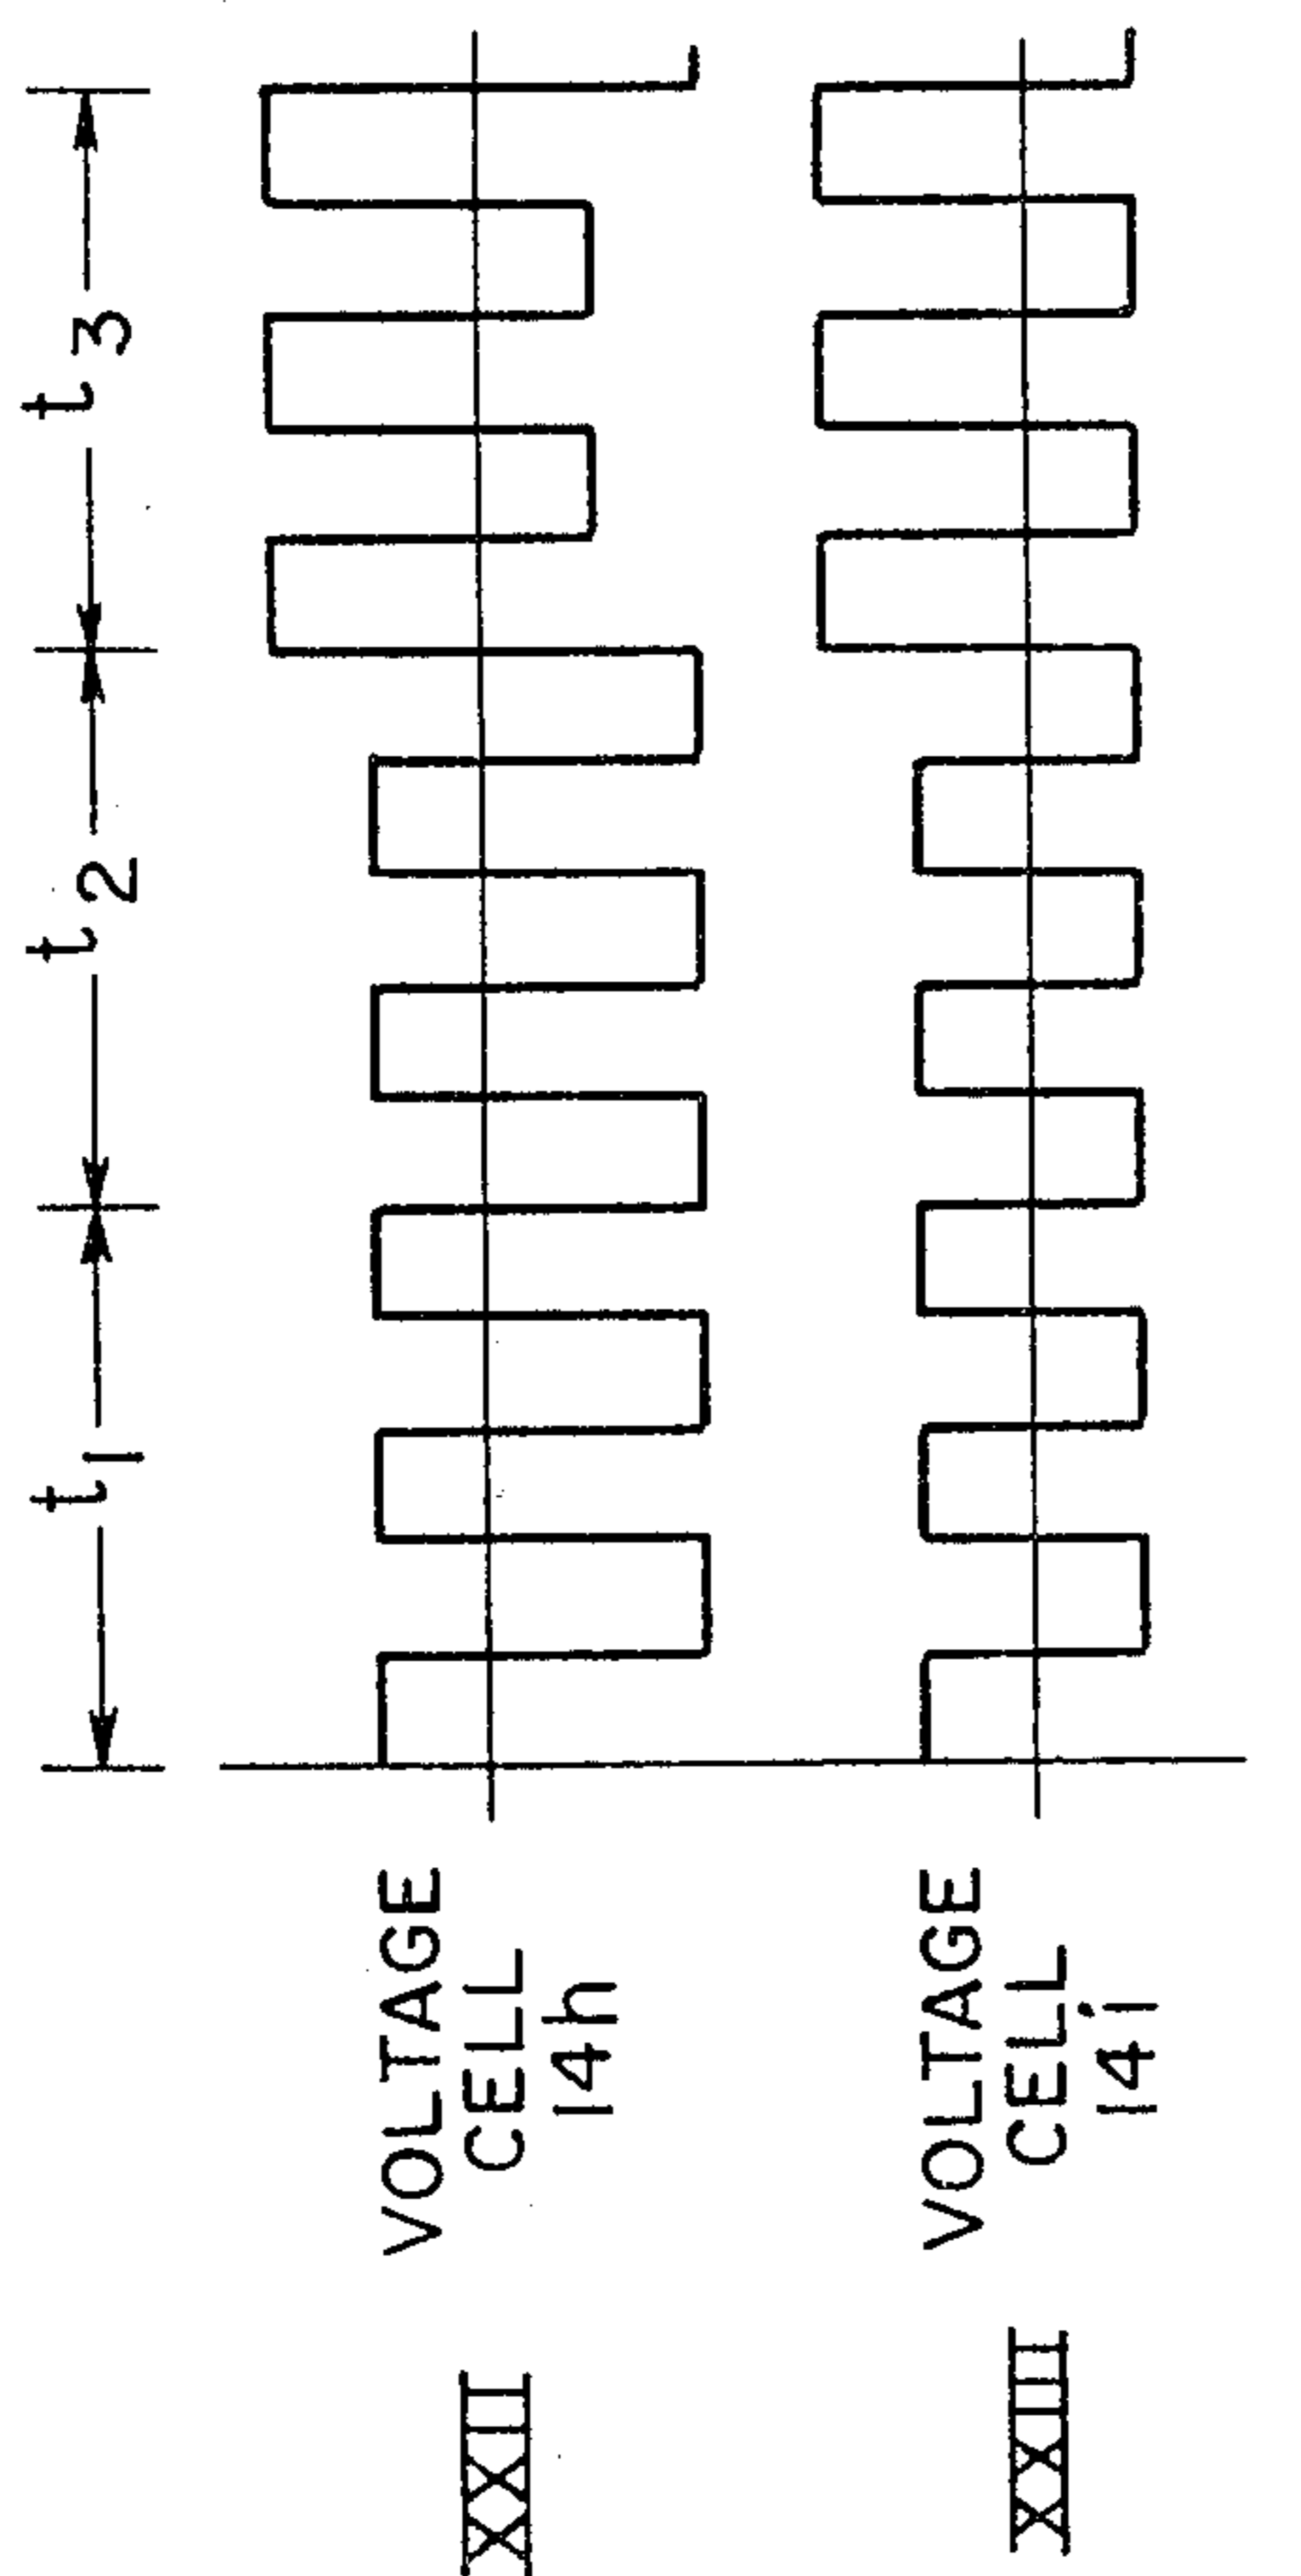 t1 t2 t3
XXII
VOLTAGE
CELL
14h
XXIII
VOLTAGE
CELL
14i